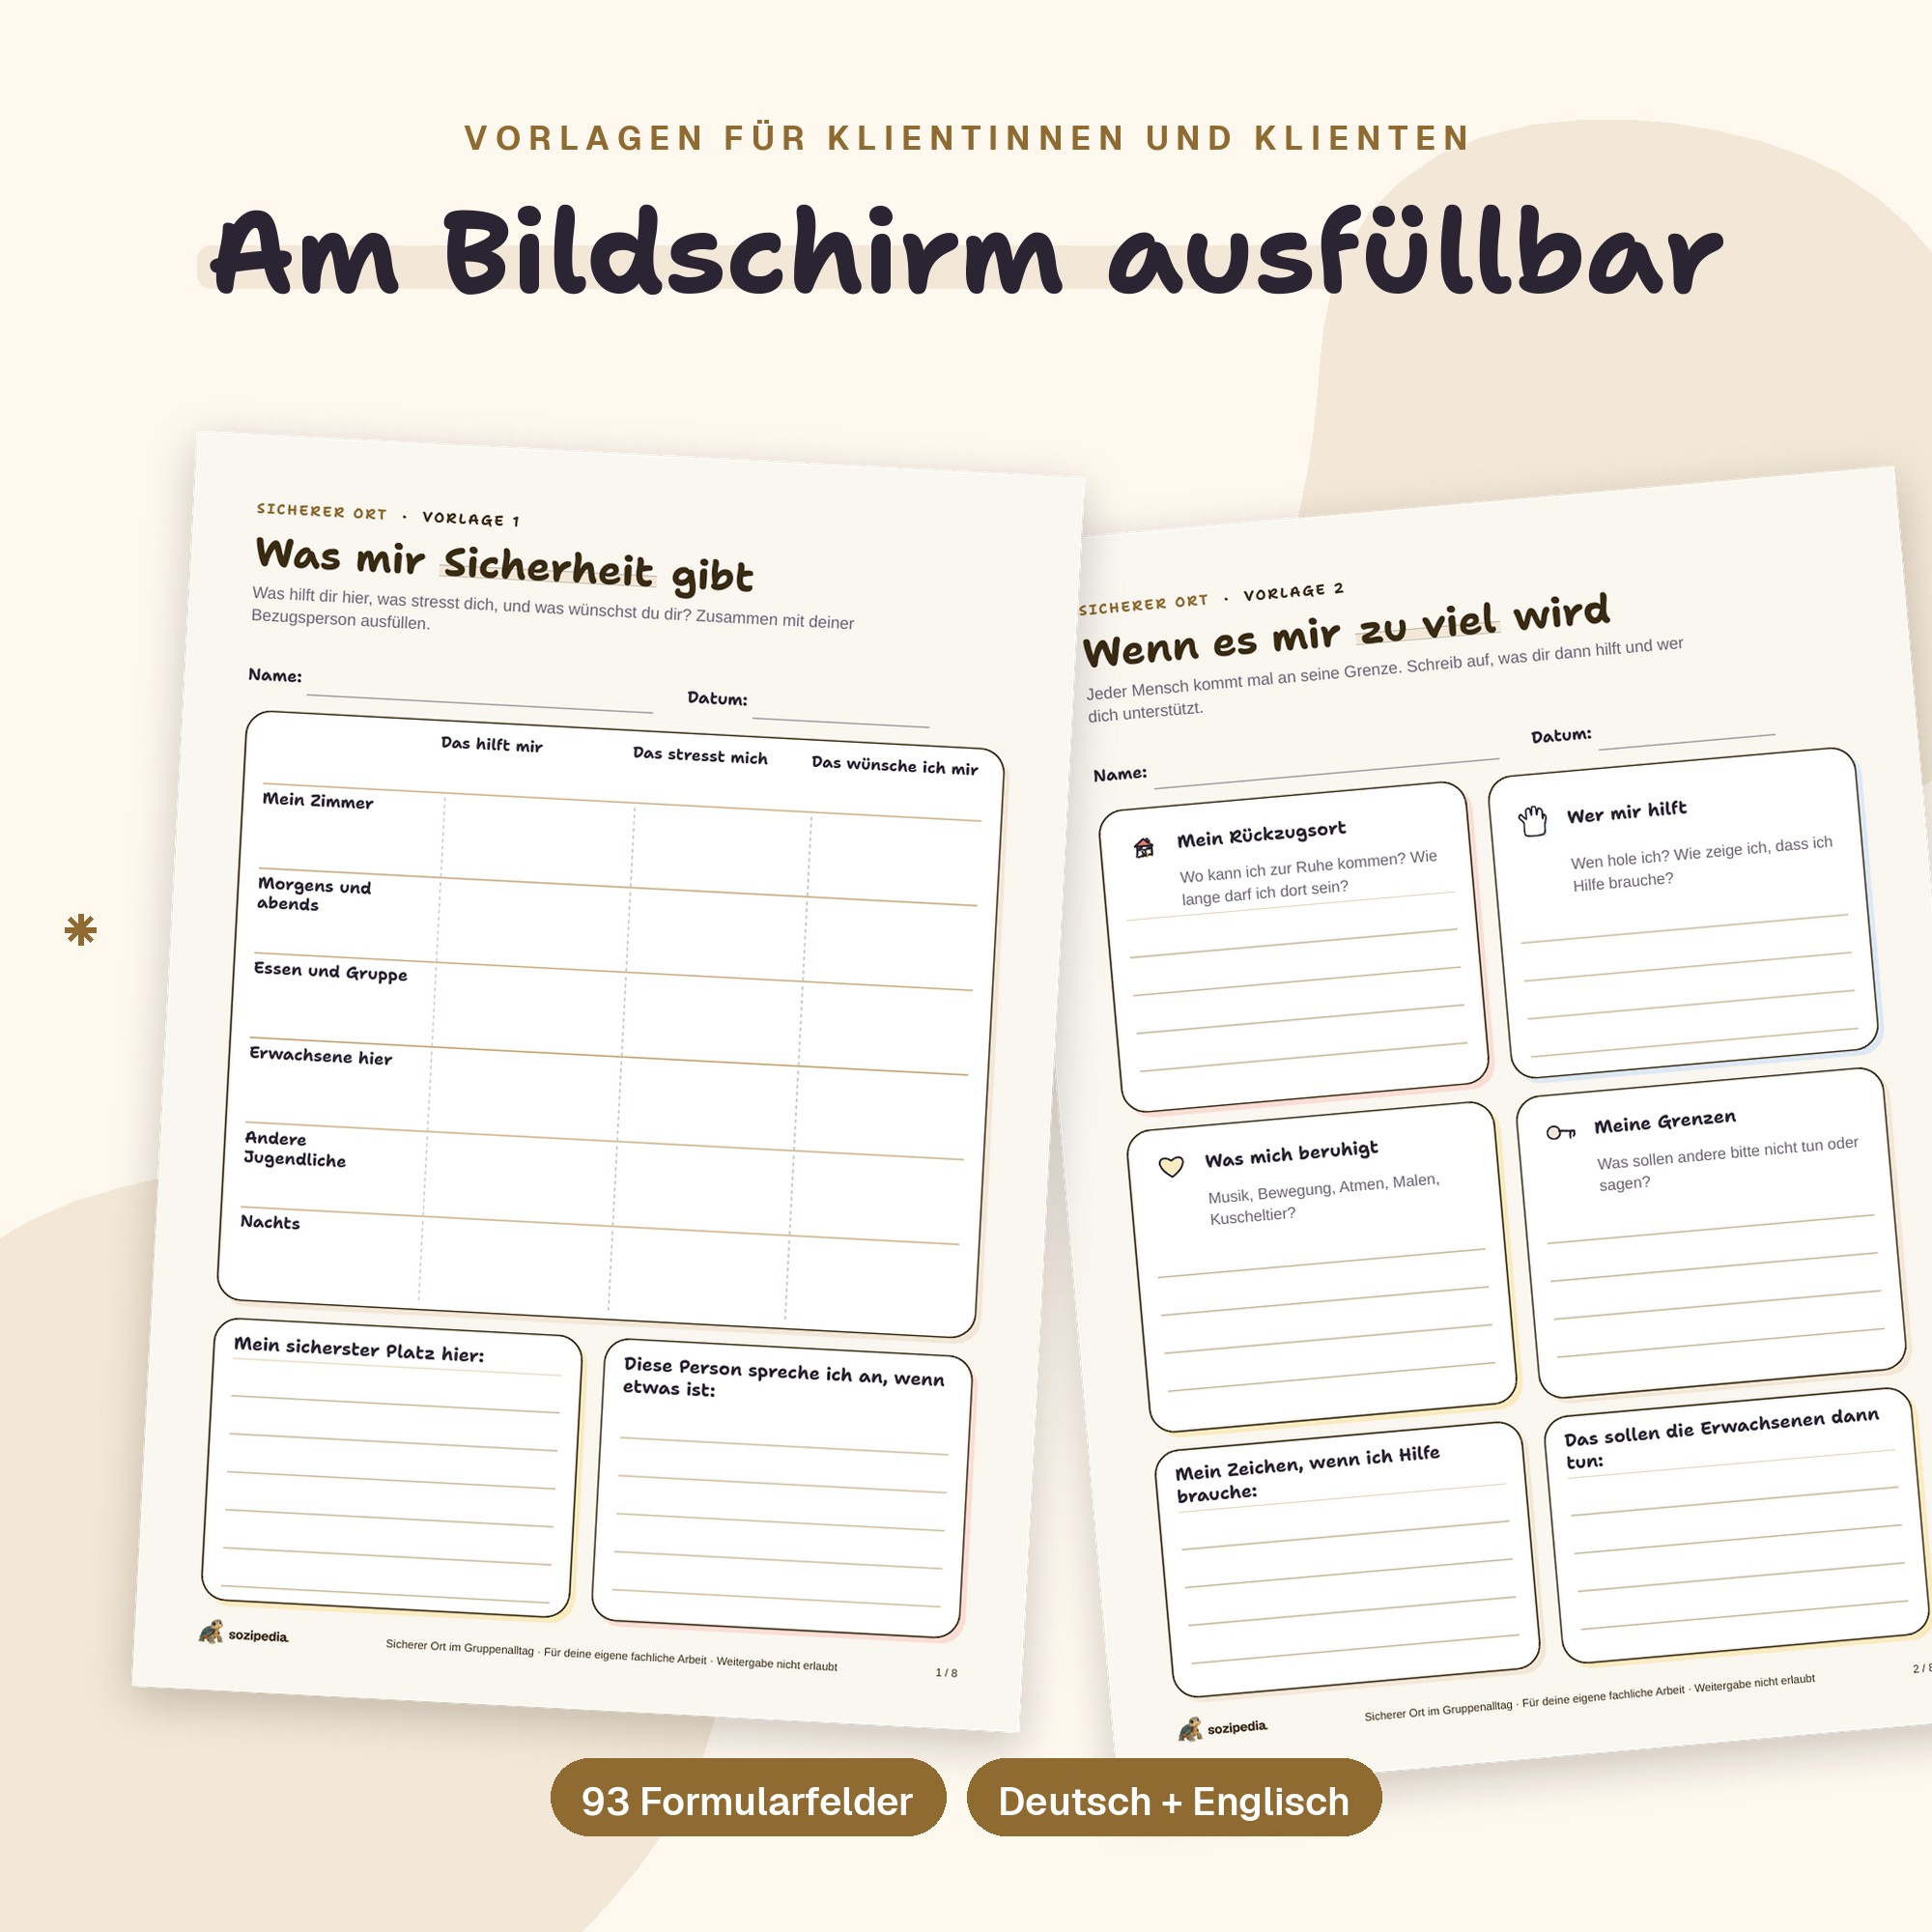 VORLAGEN FÜR KLIENTINNEN UND KLIENTEN
Am Bildschirm ausfüllbar
SICHERER ORT · VORLAGE 1
Was mir Sicherheit gibt
Was hilft dir hier, was stresst dich, und was wünschst du dir? Zusammen mit deiner
Bezugsperson ausfüllen.
Name:
Datum:
Das hilft mir
Das stresst mich
Das wünsche ich mir
Mein Zimmer
Morgens und
abends
Essen und Gruppe
Erwachsene hier
Andere
Jugendliche
Nachts
Mein sicherster Platz hier:
Diese Person spreche ich an, wenn
etwas ist:
sozipedia.
Sicherer Ort im Gruppenalltag · Für deine eigene fachliche Arbeit · Weitergabe nicht erlaubt
1 / 8
SICHERER ORT · VORLAGE 2
Wenn es mir zu viel wird
Jeder Mensch kommt mal an seine Grenze. Schreib auf, was dir dann hilft und wer
dich unterstützt.
Name:
Datum:
Mein Rückzugsort
Wo kann ich zur Ruhe kommen? Wie
lange darf ich dort sein?
Wer mir hilft
Wen hole ich? Wie zeige ich, dass ich
Hilfe brauche?
Was mich beruhigt
Musik, Bewegung, Atmen, Malen,
Kuscheltier?
Meine Grenzen
Was sollen andere bitte nicht tun oder
sagen?
Mein Zeichen, wenn ich Hilfe
brauche:
Das sollen die Erwachsenen dann
tun:
sozipedia.
Sicherer Ort im Gruppenalltag · Für deine eigene fachliche Arbeit · Weitergabe nicht erlaubt
2 / 8
93 Formularfelder
Deutsch + Englisch